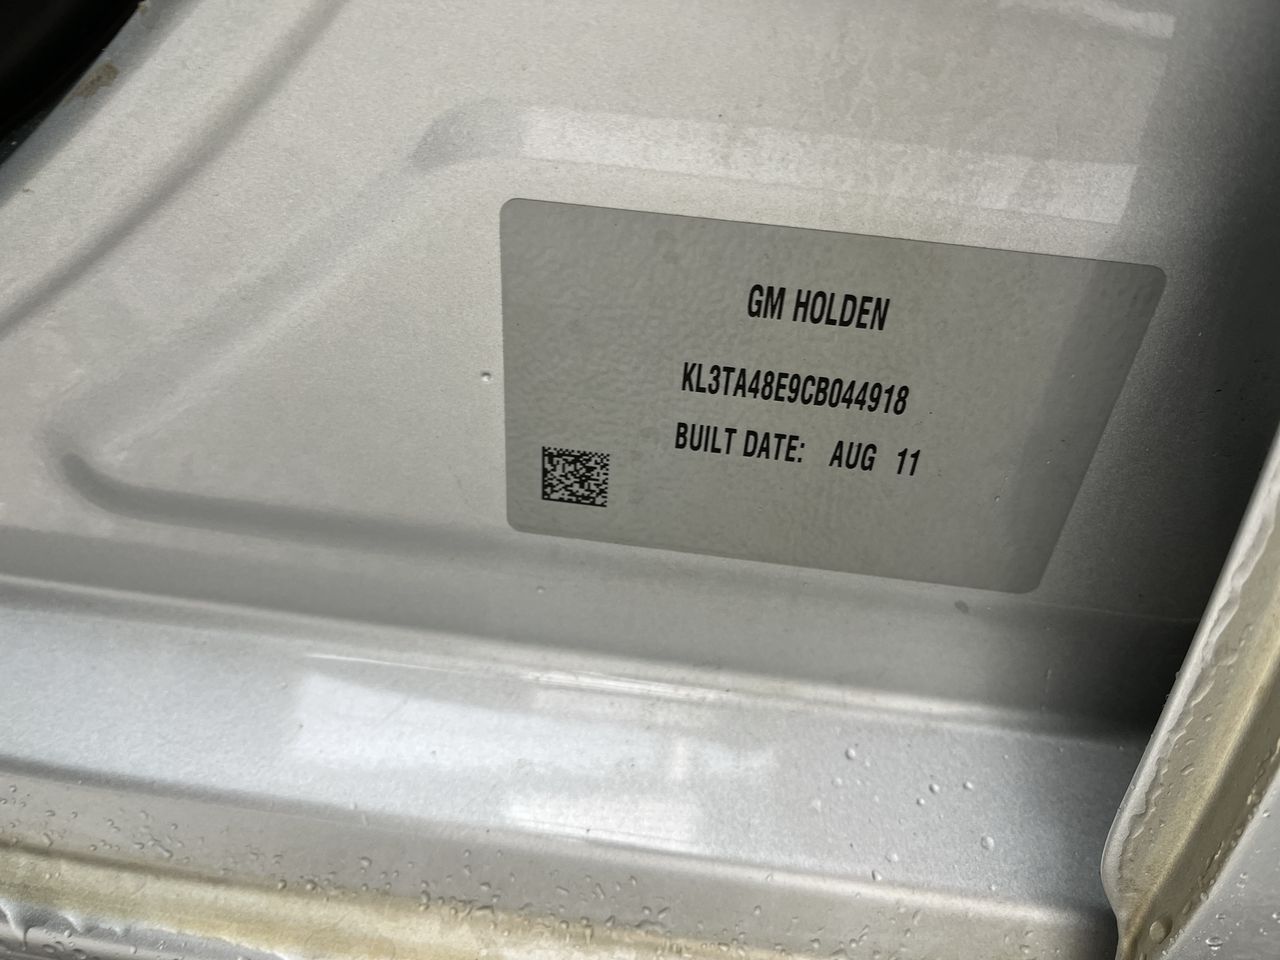 GM HOLDEN
KL3TA48E9CB044918
BUILT DATE: AUG 11